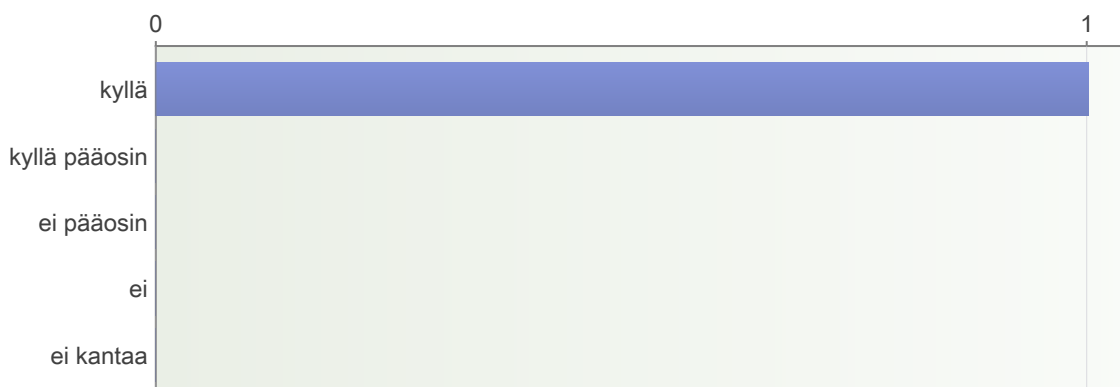 0 1
kyllä
kyllä pääosin
ei pääosin
ei
ei kantaa